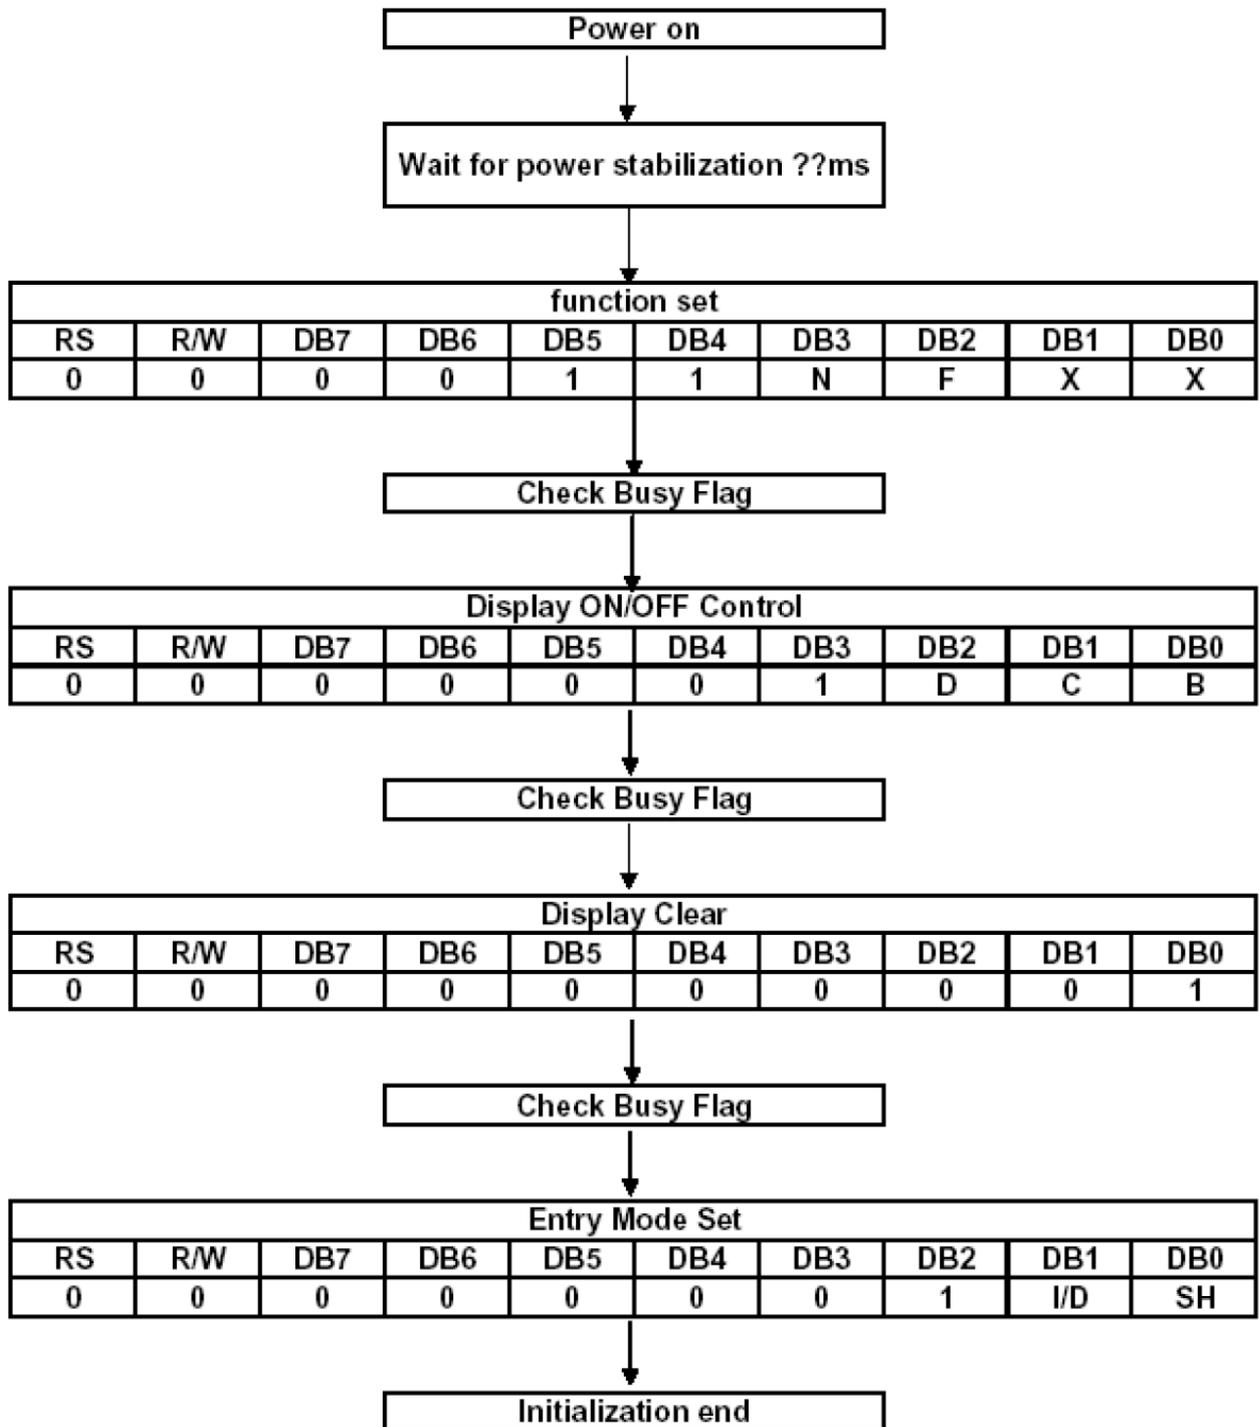 Power on
Wait for power stabilization ??ms
function set
RS R/W DB7 DB6 DB5 DB4 DB3 DB2 DB1 DB0
0 0 0 0 1 1 N F X X
Check Busy Flag
Display ON/OFF Control
RS R/W DB7 DB6 DB5 DB4 DB3 DB2 DB1 DB0
0 0 0 0 0 0 1 D C B
Check Busy Flag
Display Clear
RS R/W DB7 DB6 DB5 DB4 DB3 DB2 DB1 DB0
0 0 0 0 0 0 0 0 0 1
Check Busy Flag
Entry Mode Set
RS R/W DB7 DB6 DB5 DB4 DB3 DB2 DB1 DB0
0 0 0 0 0 0 0 1 I/D SH
Initialization end